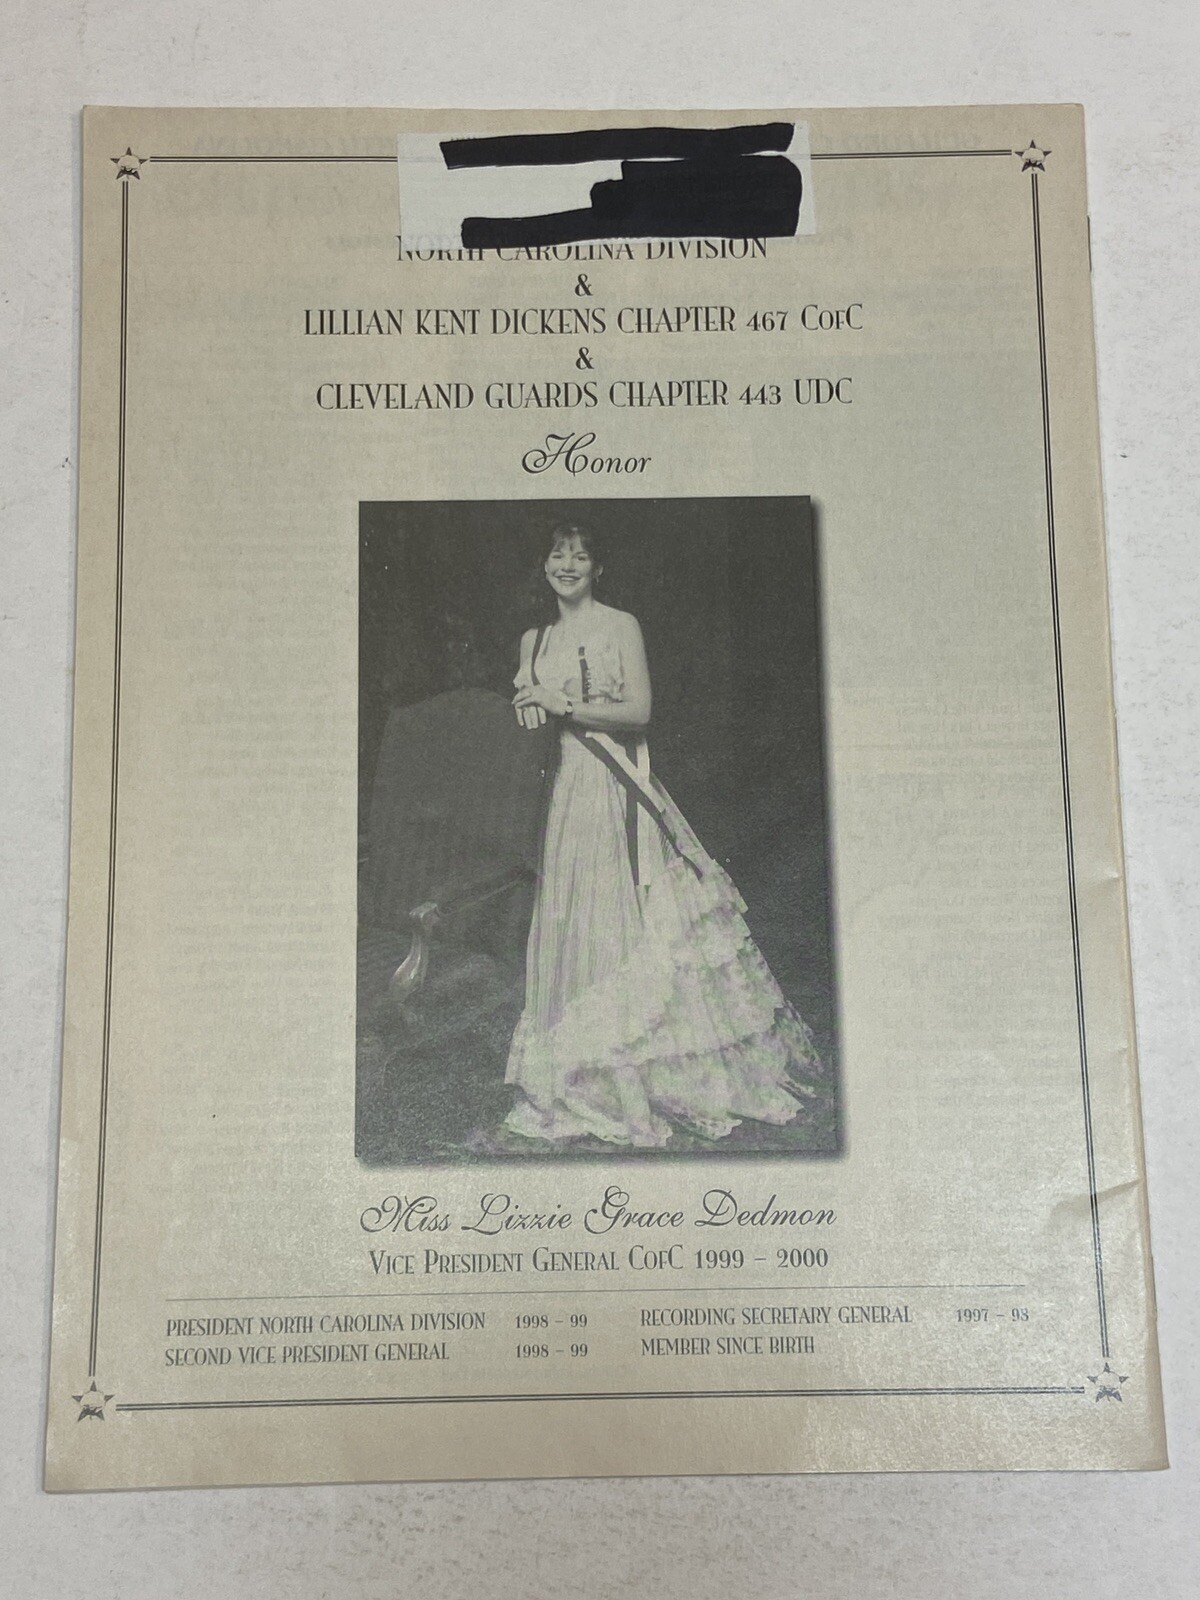 NORTH CAROLINA DIVISION
&
LILLIAN KENT DICKENS CHAPTER 467 CofC
&
CLEVELAND GUARDS CHAPTER 443 UDC
Honor
Miss Lizzie Grace Dedmon
Vice President General CofC 1999 – 2000
PRESIDENT NORTH CAROLINA DIVISION 1998 – 99 RECORDING SECRETARY GENERAL 1997 – 98
SECOND VICE PRESIDENT GENERAL 1998 – 99 MEMBER SINCE BIRTH